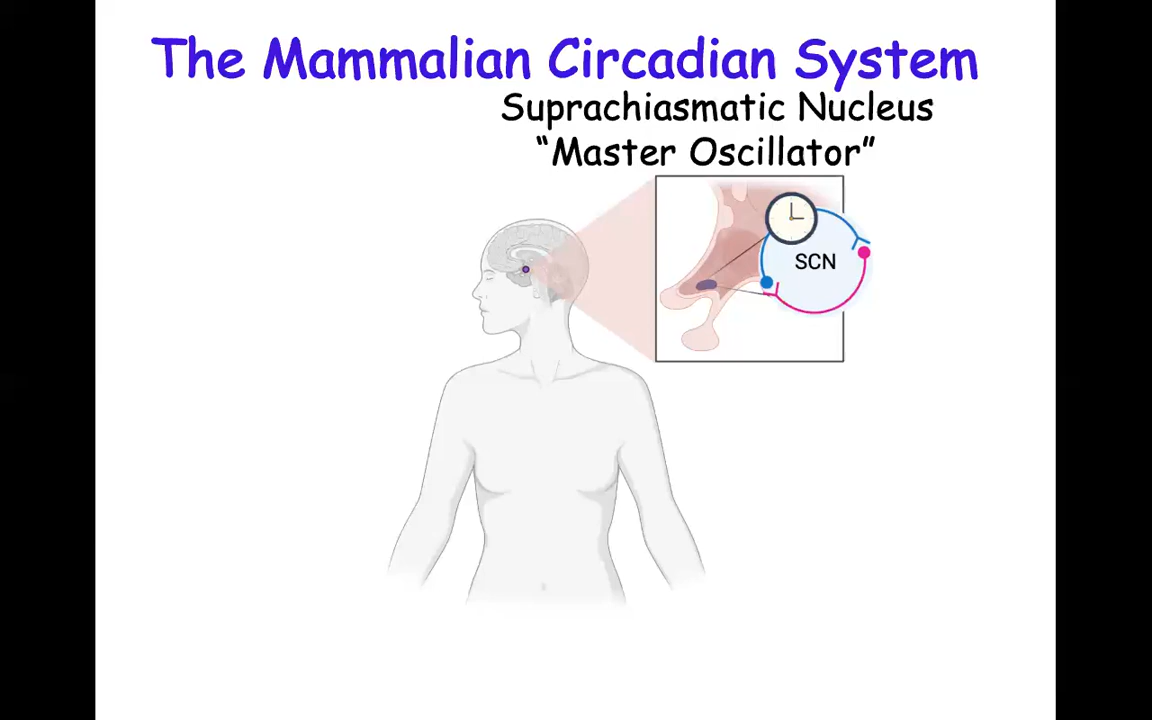 The Mammalian Circadian System
Suprachiasmatic Nucleus
“Master Oscillator”
SCN